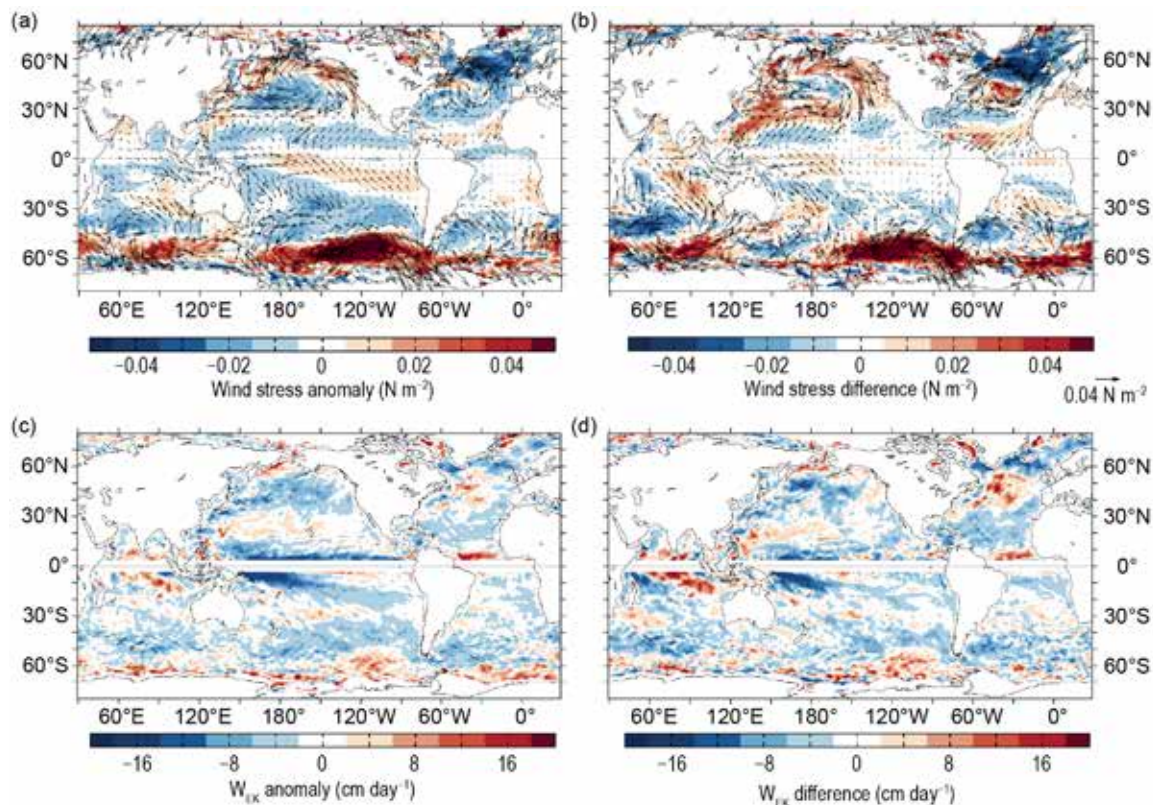 (a) (b)
60°N 60°N
30°N 30°N
0° 0°
30°S 30°S
60°S 60°S
60°E 120°E 180° 120°W 60°W 0° 60°E 120°E 180° 120°W 60°W 0°
−0.04 −0.02 0 0.02 0.04 −0.04 −0.02 0 0.02 0.04
Wind stress anomaly (N m⁻²) Wind stress difference (N m⁻²) 0.04 N m⁻²
(c) (d)
60°N 60°N
30°N 30°N
0° 0°
30°S 30°S
60°S 60°S
60°E 120°E 180° 120°W 60°W 0° 60°E 120°E 180° 120°W 60°W 0°
−16 −8 0 8 16 −16 −8 0 8 16
W_EK anomaly (cm day⁻¹) W_EK difference (cm day⁻¹)